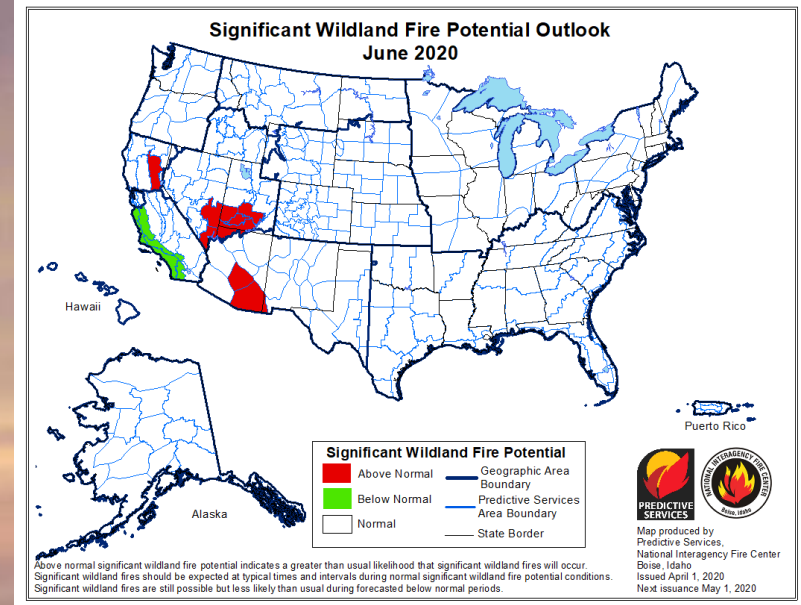 Significant Wildland Fire Potential Outlook
June 2020
Hawaii
Alaska
Puerto Rico
Significant Wildland Fire Potential
Above Normal
Below Normal
Normal
Geographic Area
Boundary
Predictive Services
Area Boundary
State Border
PREDICTIVE
SERVICES
NATIONAL INTERAGENCY FIRE CENTER
Boise, Idaho
Map produced by
Predictive Services,
National Interagency Fire Center
Boise, Idaho
Issued April 1, 2020
Next issuance May 1, 2020
Above normal significant wildland fire potential indicates a greater than usual likelihood that significant wildland fires will occur.
Significant wildland fires should be expected at typical times and intervals during normal significant wildland fire potential conditions.
Significant wildland fires are still possible but less likely than usual during forecasted below normal periods.